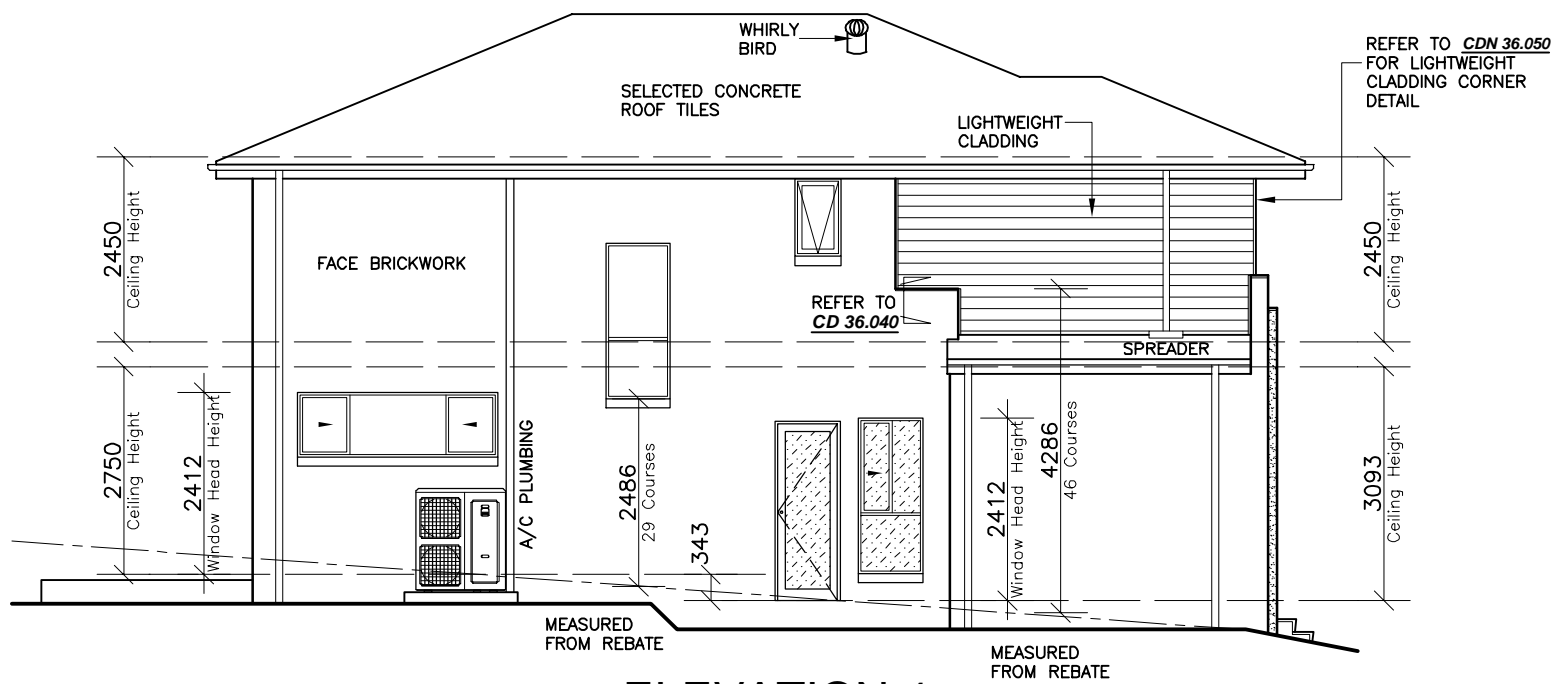 WHIRLY
BIRD
REFER TO CDN 36.050
FOR LIGHTWEIGHT
CLADDING CORNER
DETAIL
SELECTED CONCRETE
ROOF TILES
LIGHTWEIGHT
CLADDING
2450
Ceiling Height
FACE BRICKWORK
2450
Ceiling Height
REFER TO
CD 36.040
SPREADER
2750
Ceiling Height
2412
Window Head Height
A/C PLUMBING
2486
29 Courses
343
2412
Window Head Height
4286
46 Courses
3093
Ceiling Height
MEASURED
FROM REBATE
MEASURED
FROM REBATE